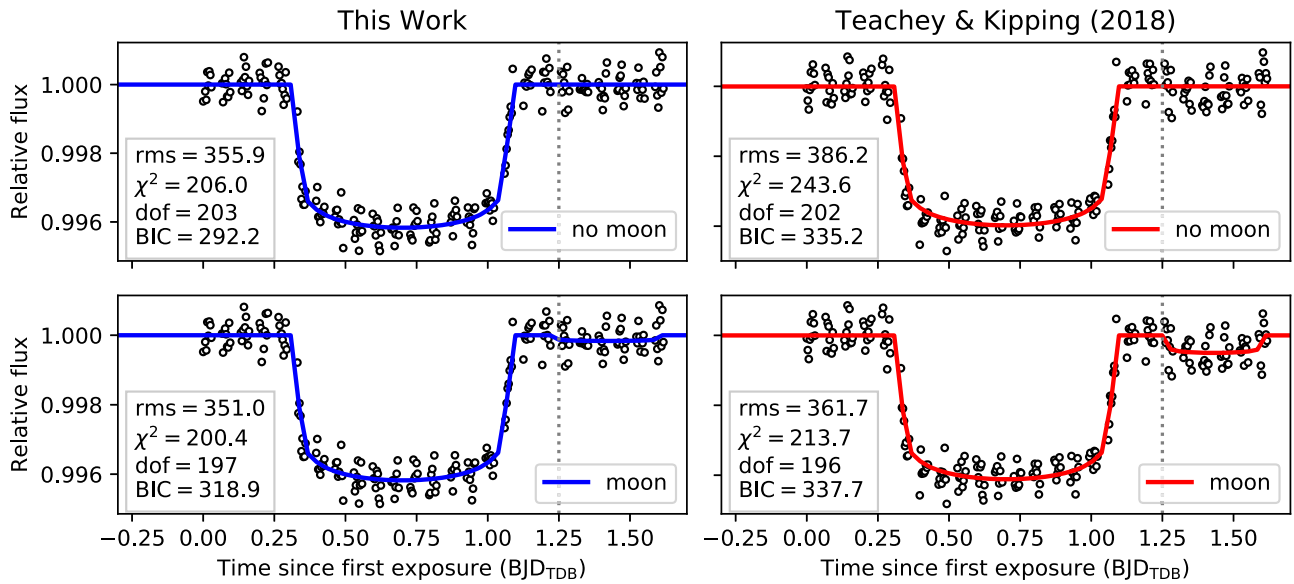 This Work
Teachey & Kipping (2018)
Relative flux
1.000
0.998
0.996
rms = 355.9
χ² = 206.0
dof = 203
BIC = 292.2
no moon
rms = 386.2
χ² = 243.6
dof = 202
BIC = 335.2
no moon
Relative flux
1.000
0.998
0.996
rms = 351.0
χ² = 200.4
dof = 197
BIC = 318.9
moon
rms = 361.7
χ² = 213.7
dof = 196
BIC = 337.7
moon
−0.25 0.00 0.25 0.50 0.75 1.00 1.25 1.50
−0.25 0.00 0.25 0.50 0.75 1.00 1.25 1.50
Time since first exposure (BJD_TDB)
Time since first exposure (BJD_TDB)